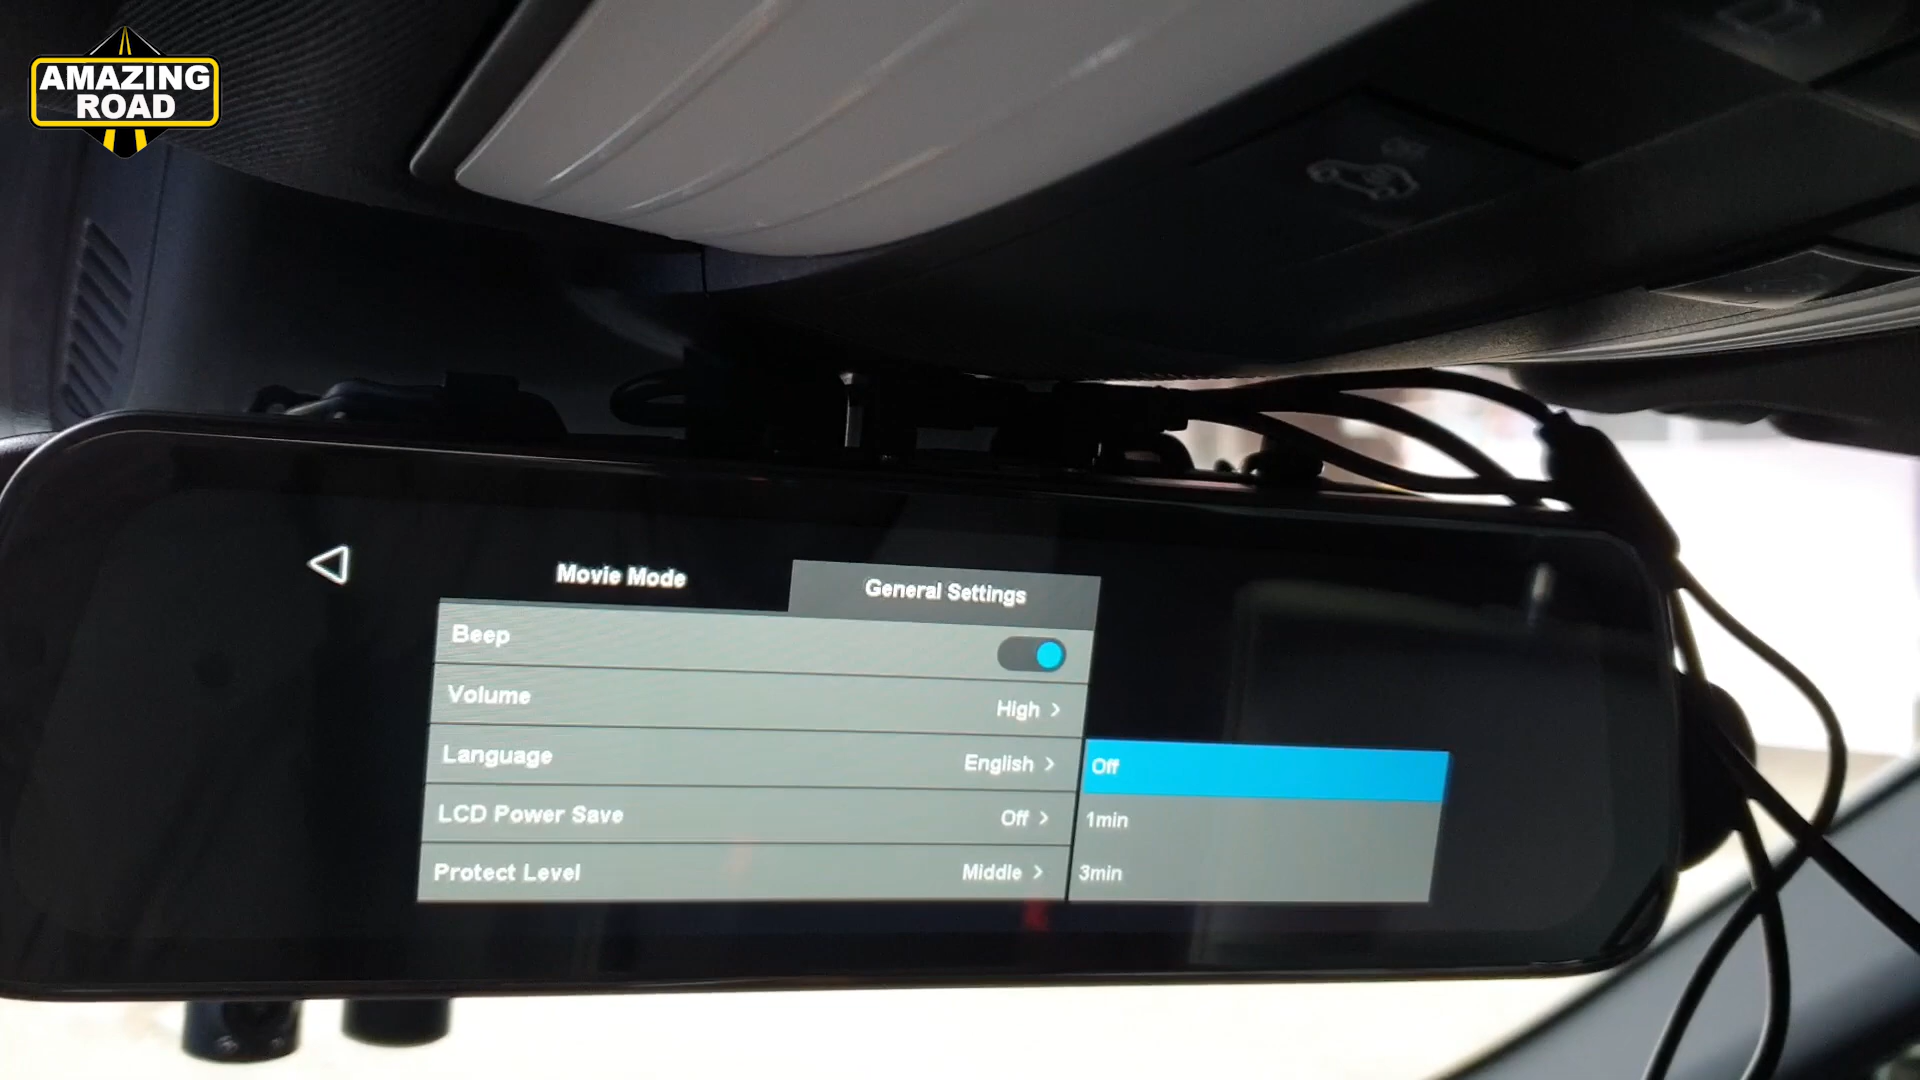 AMAZING
ROAD
Movie Mode
General Settings
Beep
Volume
High >
Language
English >
LCD Power Save
Off >
Protect Level
Middle >
Off
1min
3min